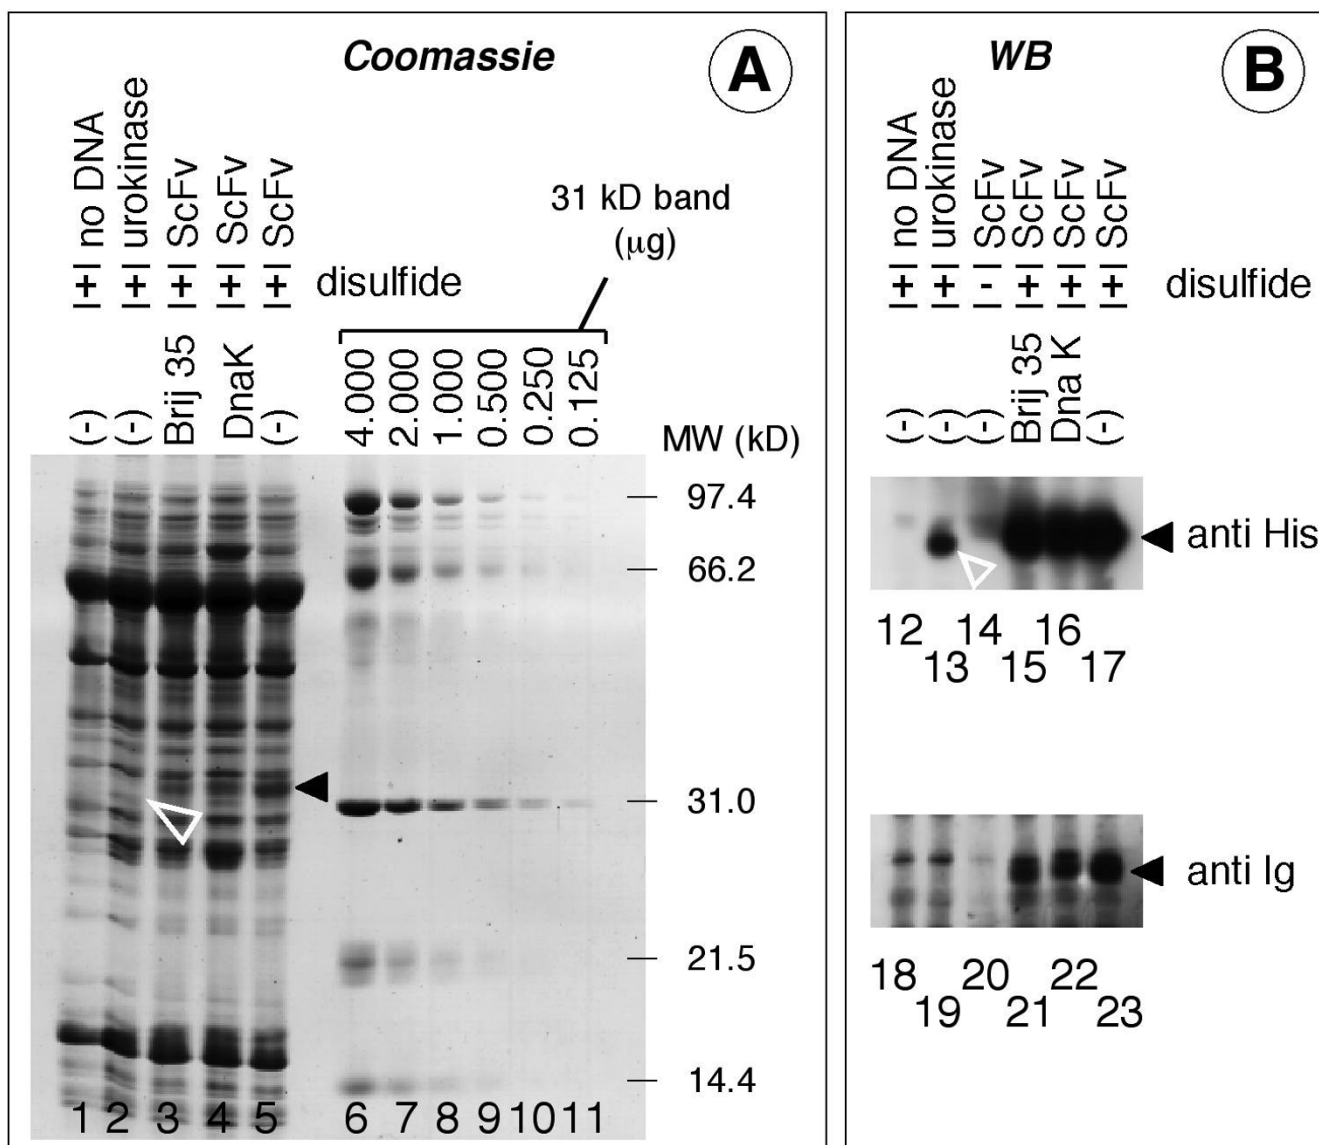 Coomassie
A
|+| no DNA
|+| urokinase
|+| ScFv
|+| ScFv
|+| ScFv
disulfide
31 kD band
(μg)
(-)
(-)
Brij 35
DnaK
(-)
4.000
2.000
1.000
0.500
0.250
0.125
MW (kD)
97.4
66.2
31.0
21.5
14.4
1 2 3 4 5 6 7 8 9 10 11
WB
B
|+| no DNA
|+| urokinase
|-| ScFv
|+| ScFv
|+| ScFv
|+| ScFv
disulfide
(-)
(-)
(-)
Brij 35
Dna K
(-)
anti His
12 14 16
13 15 17
anti Ig
18 20 22
19 21 23